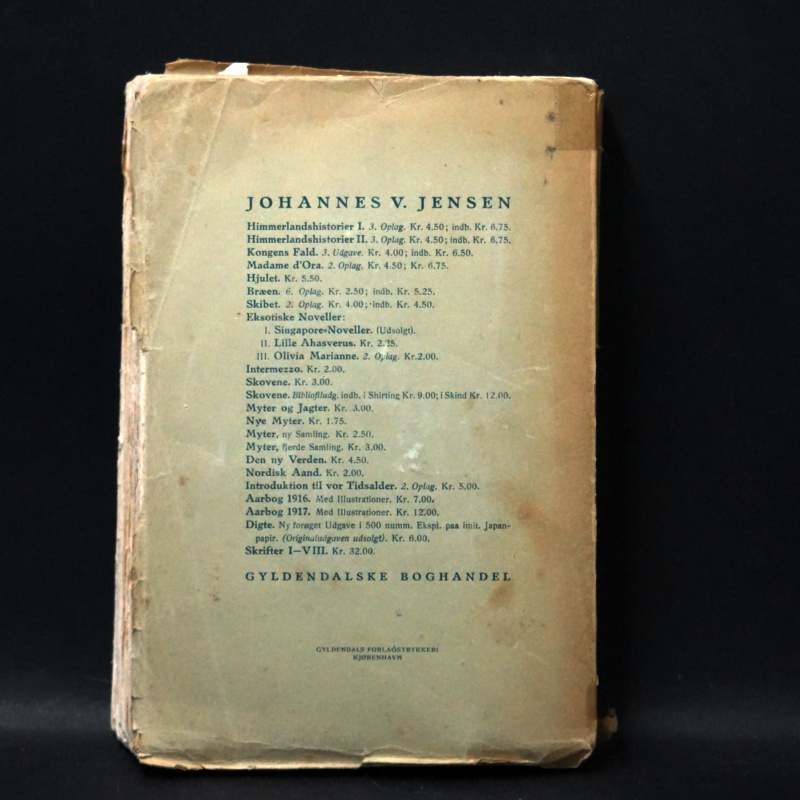 JOHANNES V. JENSEN
Himmerlandshistorier I. 3. Oplag. Kr. 4.50; indb. Kr. 6.75.
Himmerlandshistorier II. 3. Oplag. Kr. 4.50; indb. Kr. 6.75.
Kongens Fald. 3. Udgave. Kr. 4.00; indb. Kr. 6.50.
Madame d'Ora. 2. Oplag. Kr. 4.50; Kr. 6.75.
Hjulet. Kr. 5.50.
Bræen. 6. Oplag. Kr. 2.50; indb. Kr. 5.25.
Skibet. 2. Oplag. Kr. 4.00; indb. Kr. 4.50.
Eksotiske Noveller:
I. Singapore=Noveller. (Udsolgt).
II. Lille Ahasverus. Kr. 2.25.
III. Olivia Marianne. 2. Oplag. Kr.2.00.
Intermezzo. Kr. 2.00.
Skovene. Kr. 3.00.
Skovene. Bibliofiludg. indb. i Shirting Kr. 9.00; i Skind Kr. 12.00.
Myter og Jagter. Kr. 3.00.
Nye Myter. Kr. 1.75.
Myter, ny Samling. Kr. 2.50.
Myter, fjerde Samling. Kr. 3.00.
Den ny Verden. Kr. 4.50.
Nordisk Aand. Kr. 2.00.
Introduktion til vor Tidsalder. 2. Oplag. Kr. 5.00.
Aarbog 1916. Med Illustrationer. Kr. 7.00.
Aarbog 1917. Med Illustrationer. Kr. 12.00.
Digte. Ny forøget Udgave i 500 numm. Ekspl. paa imit. Japan-
papir. (Originaludgaven udsolgt). Kr. 6.00.
Skrifter I—VIII. Kr. 32.00.
GYLDENDALSKE BOGHANDEL
GYLDENDALS FORLAGSTRYKKERI
KJØBENHAVN